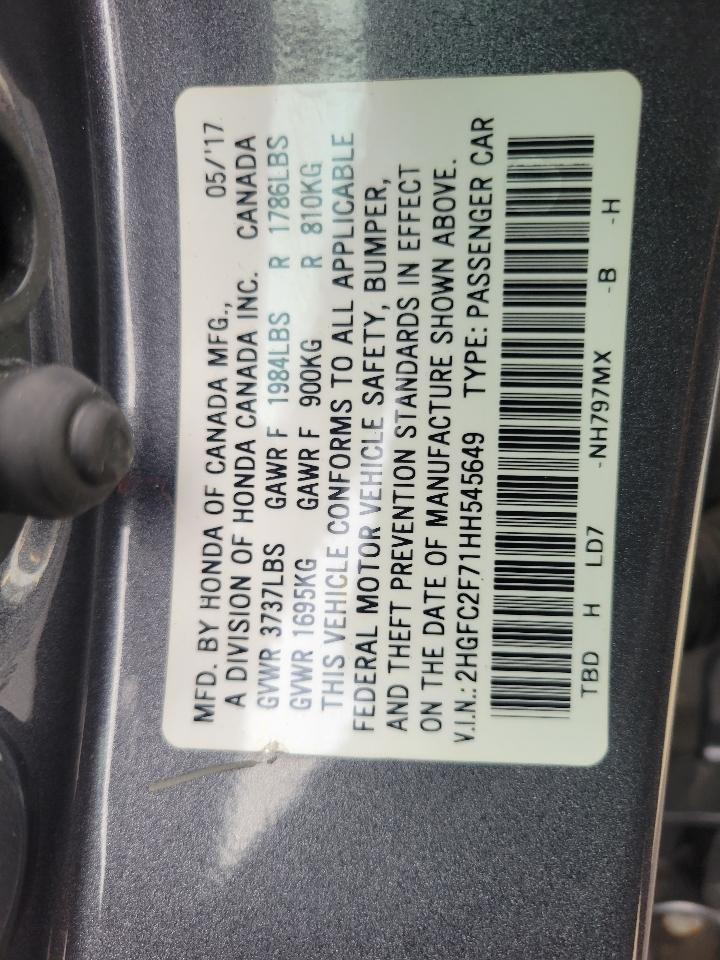 MFD. BY HONDA OF CANADA MFG., 05/'17
A DIVISION OF HONDA CANADA INC. CANADA
GVWR 3737LBS GAWR F 1984LBS R 1786LBS
GVWR 1695KG GAWR F 900KG R 810KG
THIS VEHICLE CONFORMS TO ALL APPLICABLE
FEDERAL MOTOR VEHICLE SAFETY, BUMPER,
AND THEFT PREVENTION STANDARDS IN EFFECT
ON THE DATE OF MANUFACTURE SHOWN ABOVE.
V.I.N.: 2HGFC2F71HH545649 TYPE: PASSENGER CAR
TBD H LD7 -NH797MX -B -H